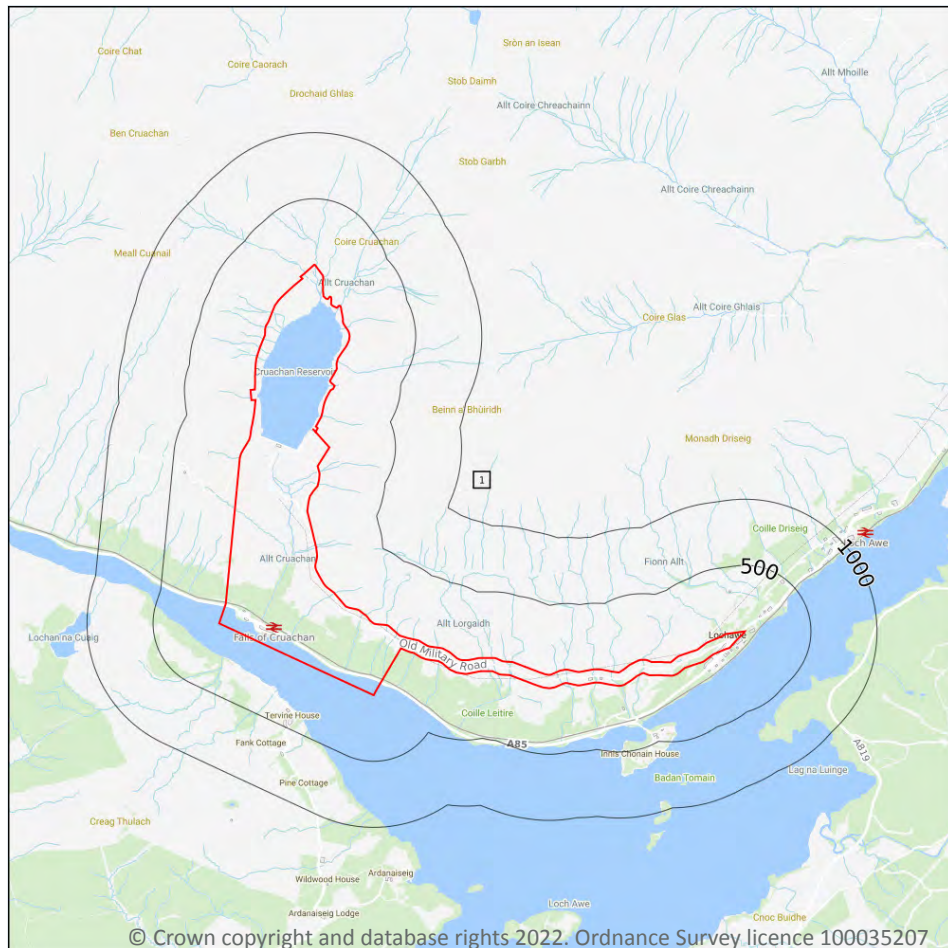 Coire Chat
Coire Caorach
Sròn an Isean
Stob Daimh
Allt Mhoille
Drochaid Ghlas
Allt Coire Chreachainn
Ben Cruachan
Stob Garbh
Allt Coire Chreachainn
Coire Cruachan
Meall Cuanail
Allt Cruachan
Allt Coire Ghlais
Coire Glas
Cruachan Reservoir
Beinn a' Bhùiridh
Monadh Driseig
1
Coille Driseig
Loch Awe
1000
Allt Cruachan
Fionn Allt
500
Lochan na Cuaig
Falls of Cruachan
Allt Lorgaidh
Lochawe
Old Military Road
Tervine House
Coille Leitire
Fank Cottage
A85
Innis Chonain House
A819
Pine Cottage
Badan Tomain
Lag na Luinge
Creag Thulach
Wildwood House
Ardanaiseig
Ardanaiseig Lodge
Loch Awe
Cnoc Buidhe
© Crown copyright and database rights 2022. Ordnance Survey licence 100035207